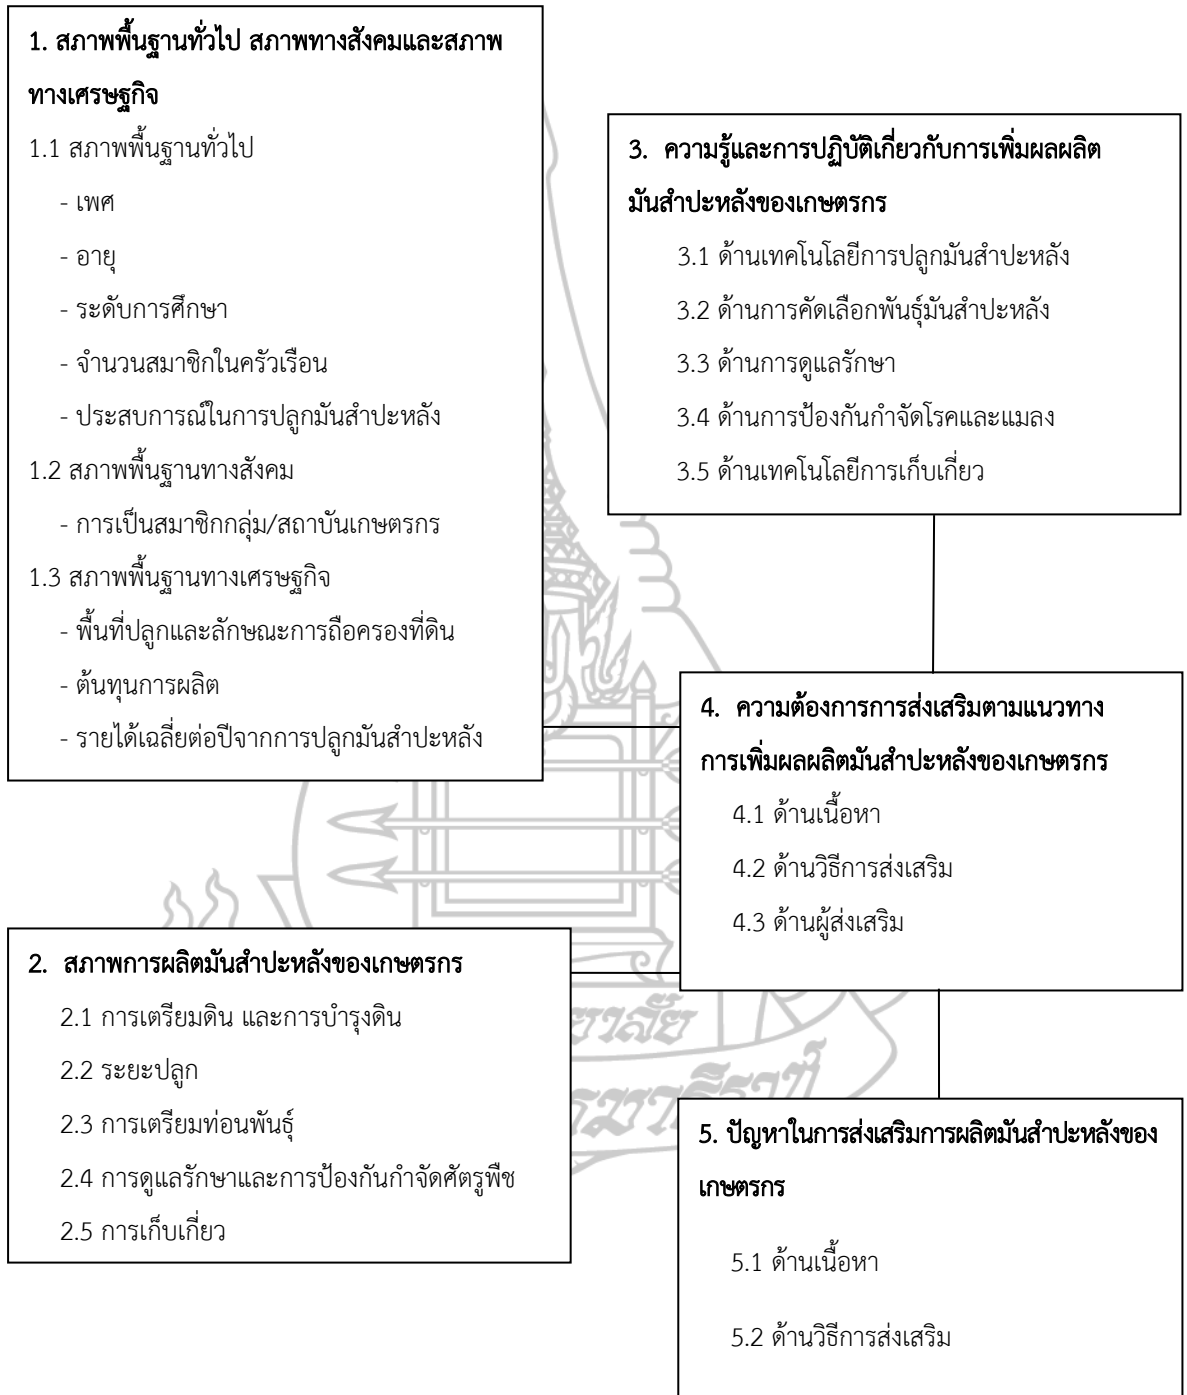 1. สภาพพื้นฐานทั่วไป สภาพทางสังคมและสภาพ
ทางเศรษฐกิจ
1.1 สภาพพื้นฐานทั่วไป
- เพศ
- อายุ
- ระดับการศึกษา
- จำนวนสมาชิกในครัวเรือน
- ประสบการณ์ในการปลูกมันสำปะหลัง
1.2 สภาพพื้นฐานทางสังคม
- การเป็นสมาชิกกลุ่ม/สถาบันเกษตรกร
1.3 สภาพพื้นฐานทางเศรษฐกิจ
- พื้นที่ปลูกและลักษณะการถือครองที่ดิน
- ต้นทุนการผลิต
- รายได้เฉลี่ยต่อปีจากการปลูกมันสำปะหลัง
2. สภาพการผลิตมันสำปะหลังของเกษตรกร
2.1 การเตรียมดิน และการบำรุงดิน
2.2 ระยะปลูก
2.3 การเตรียมท่อนพันธุ์
2.4 การดูแลรักษาและการป้องกันกำจัดศัตรูพืช
2.5 การเก็บเกี่ยว
3. ความรู้และการปฏิบัติเกี่ยวกับการเพิ่มผลผลิต
มันสำปะหลังของเกษตรกร
3.1 ด้านเทคโนโลยีการปลูกมันสำปะหลัง
3.2 ด้านการคัดเลือกพันธุ์มันสำปะหลัง
3.3 ด้านการดูแลรักษา
3.4 ด้านการป้องกันกำจัดโรคและแมลง
3.5 ด้านเทคโนโลยีการเก็บเกี่ยว
4. ความต้องการการส่งเสริมตามแนวทาง
การเพิ่มผลผลิตมันสำปะหลังของเกษตรกร
4.1 ด้านเนื้อหา
4.2 ด้านวิธีการส่งเสริม
4.3 ด้านผู้ส่งเสริม
5. ปัญหาในการส่งเสริมการผลิตมันสำปะหลังของ
เกษตรกร
5.1 ด้านเนื้อหา
5.2 ด้านวิธีการส่งเสริม